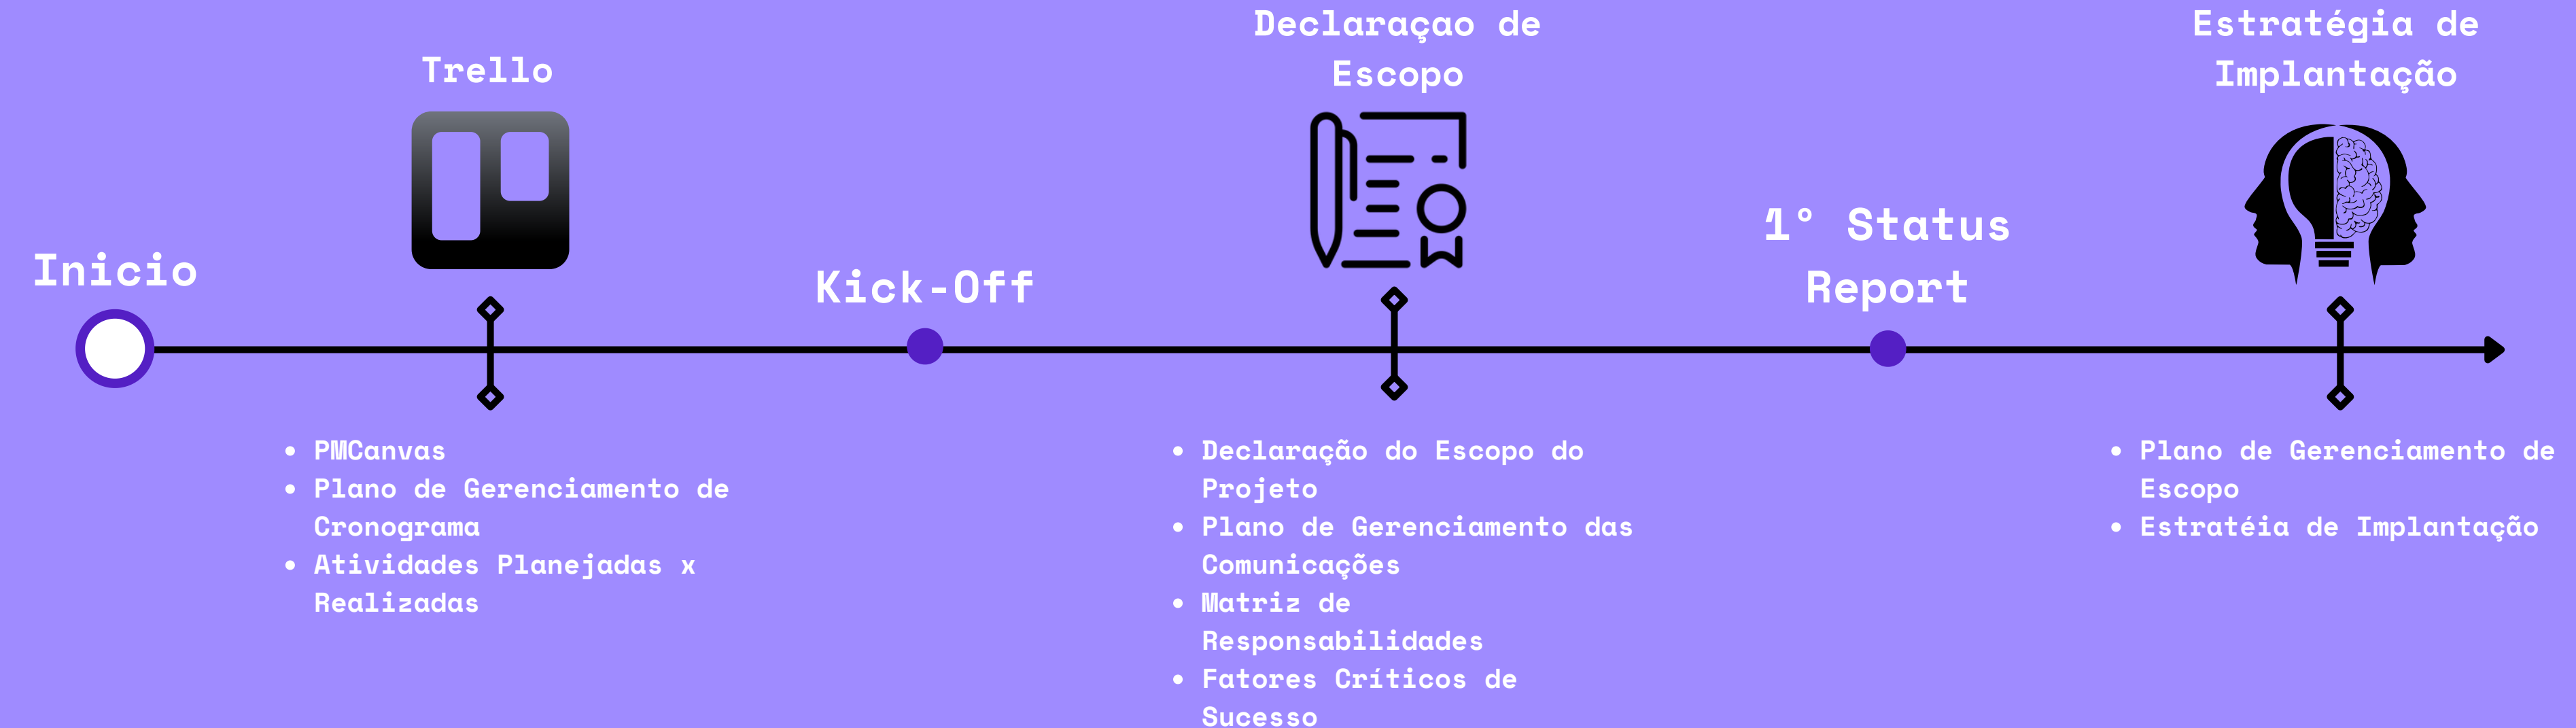 Inicio
Trello
• PMCanvas
• Plano de Gerenciamento de
Cronograma
• Atividades Planejadas x
Realizadas
Kick-Off
Declaraçao de
Escopo
• Declaração do Escopo do
Projeto
• Plano de Gerenciamento das
Comunicações
• Matriz de
Responsabilidades
• Fatores Críticos de
Sucesso
1° Status
Report
Estratégia de
Implantação
• Plano de Gerenciamento de
Escopo
• Estratéia de Implantação